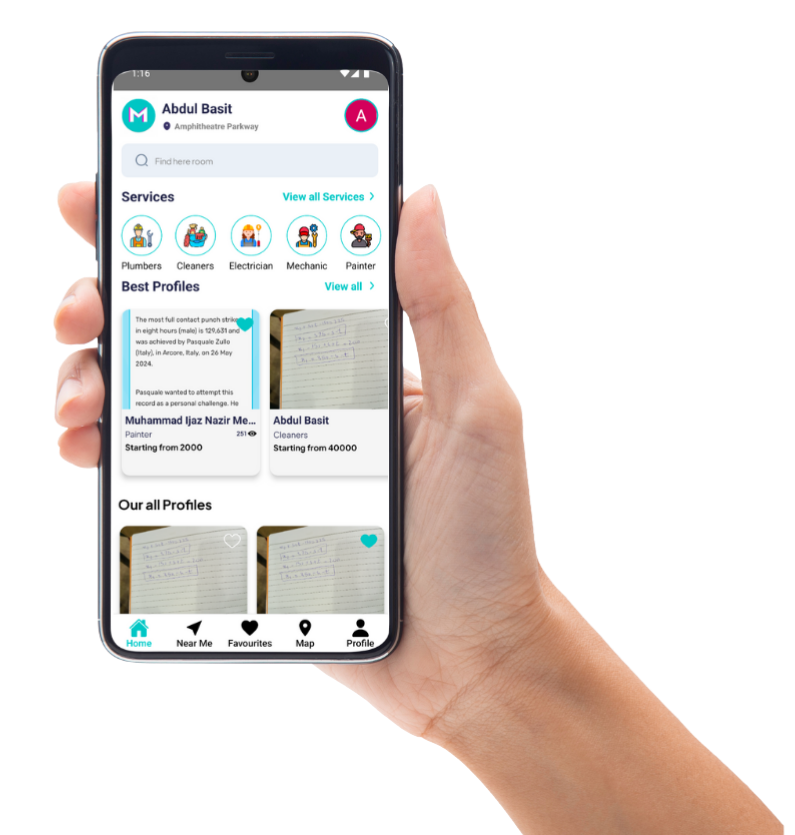 1:16
M
Abdul Basit
Amphitheatre Parkway
A
Find here room
Services
View all Services >
Plumbers Cleaners Electrician Mechanic Painter
Best Profiles
View all >
The most full contact punch strikes
in eight hours (male) is 129,631 and
was achieved by Pasquale Zullo
(Italy), in Arcore, Italy, on 26 May
2024.
Pasquale wanted to attempt this
record as a personal challenge. He
Muhammad Ijaz Nazir Me...
Painter
251
Starting from 2000
Abdul Basit
Cleaners
Starting from 40000
Our all Profiles
Home Near Me Favourites Map Profile